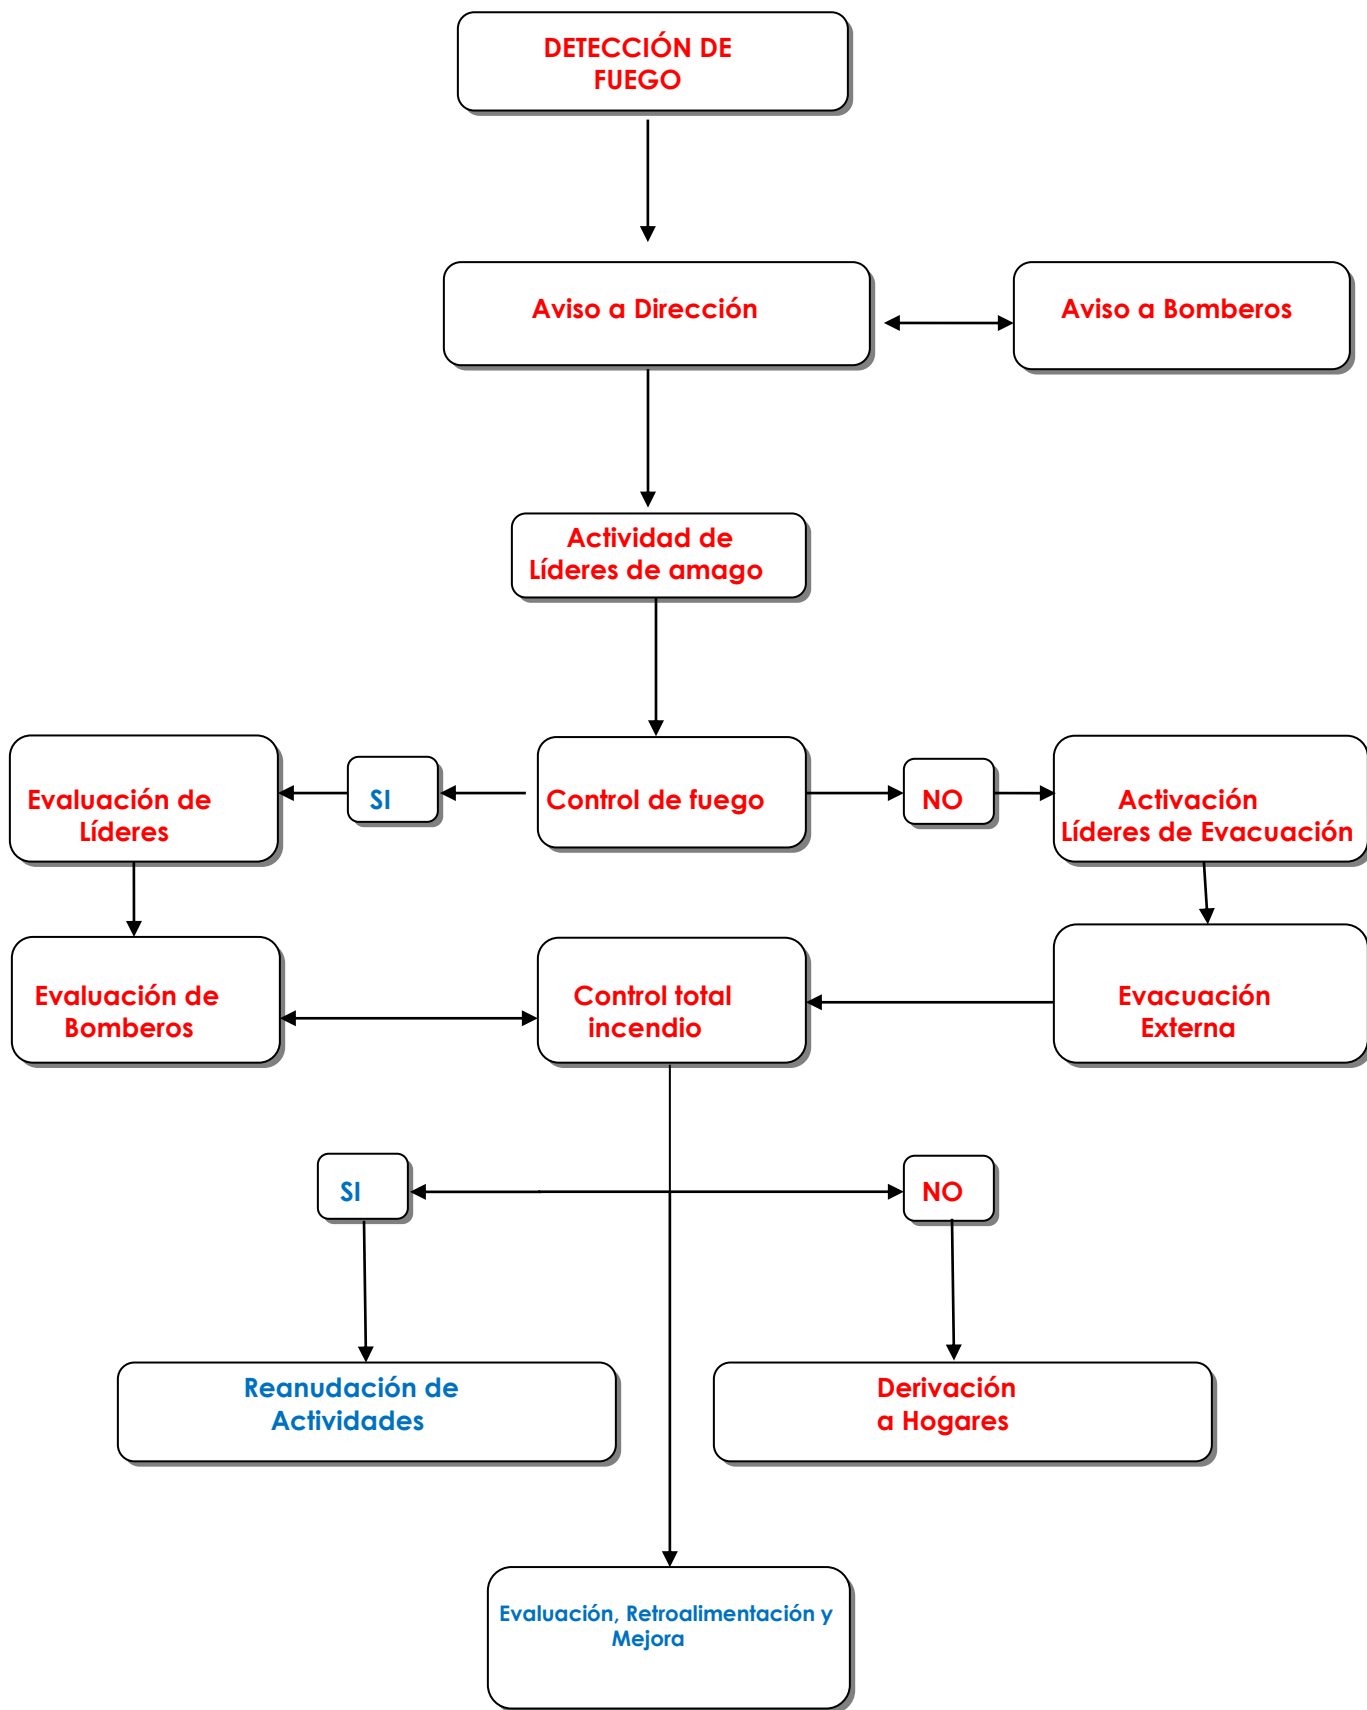 DETECCIÓN DE
FUEGO
Aviso a Dirección
Aviso a Bomberos
Actividad de
Líderes de amago
Evaluación de
Líderes
SI
Control de fuego
NO
Activación
Líderes de Evacuación
Evaluación de
Bomberos
Control total
incendio
Evacuación
Externa
SI
NO
Reanudación de
Actividades
Derivación
a Hogares
Evaluación, Retroalimentación y
Mejora